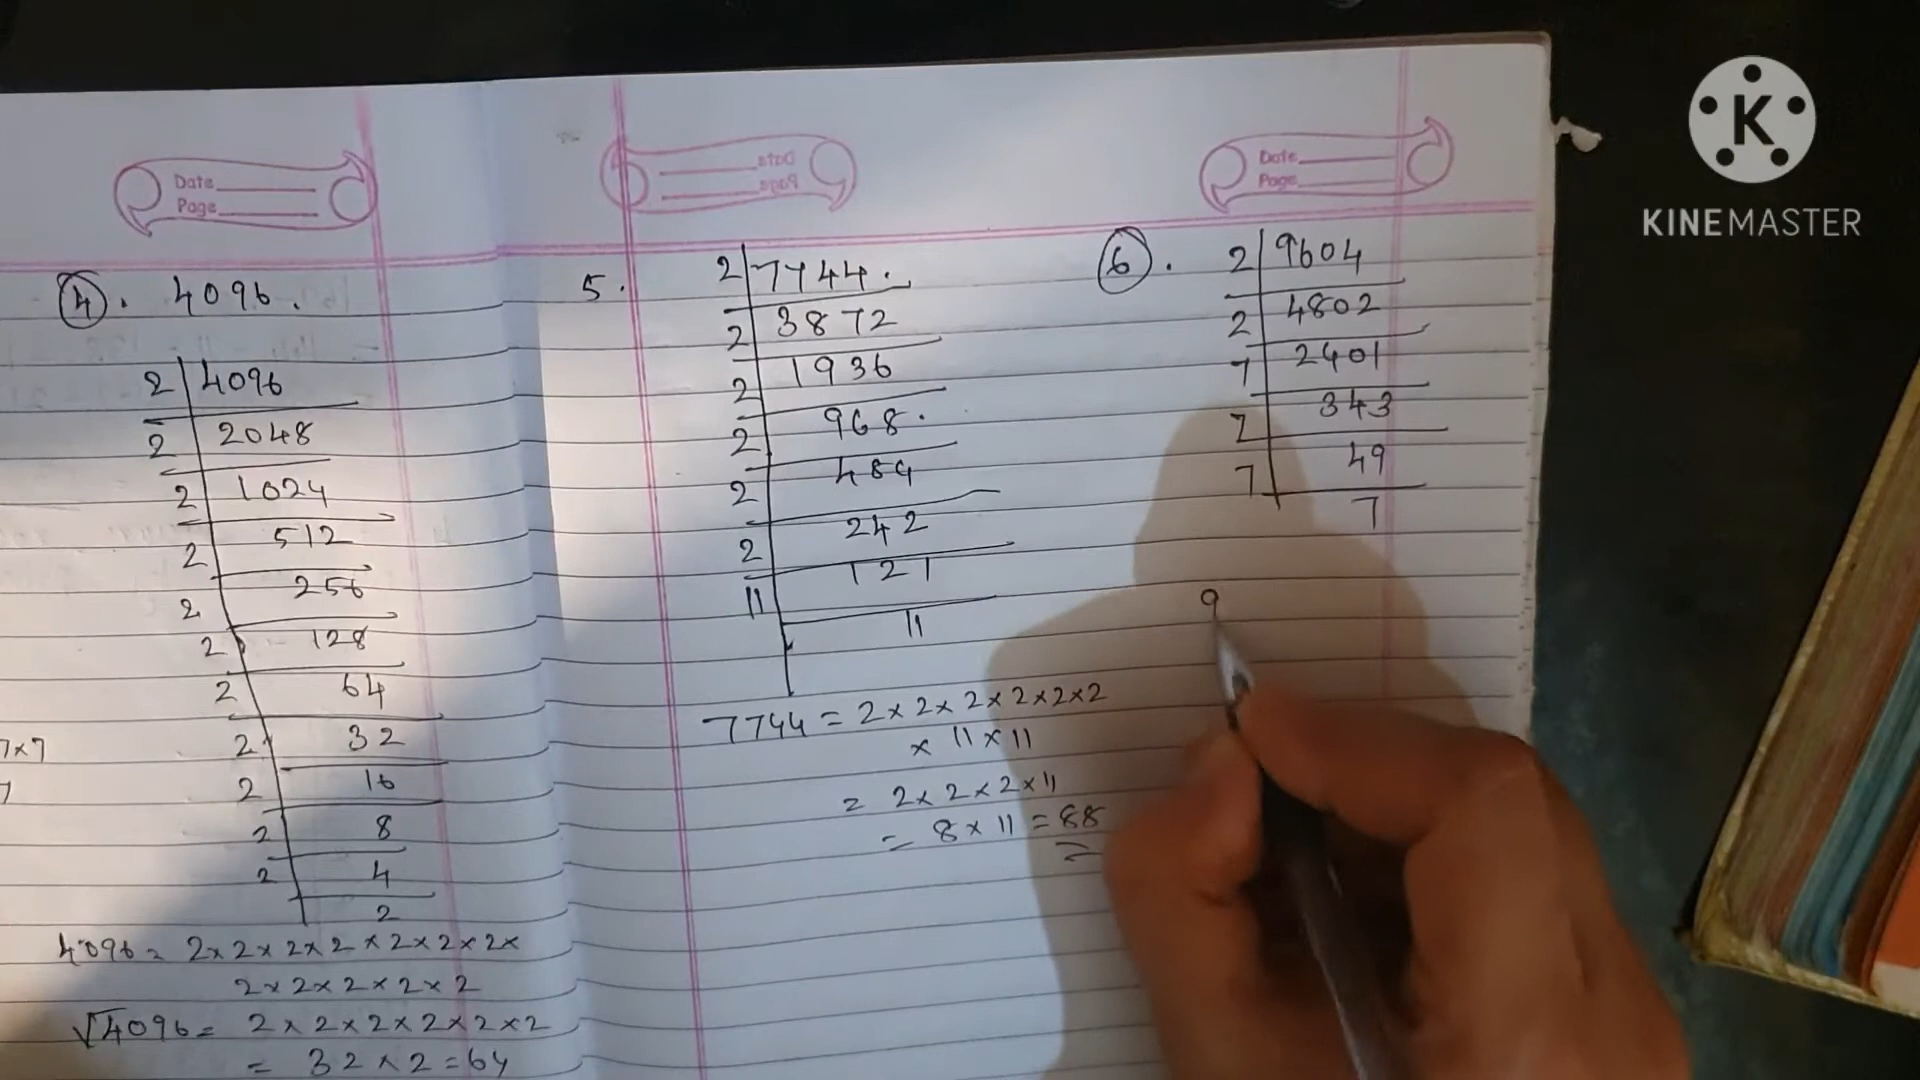 Date
Page
④. 4096.
2 | 4096
2 | 2048
2 | 1024
2 | 512
2 | 256
2 | 128
2 | 64
2 | 32
2 | 16
2 | 8
2 | 4
2
4096 = 2×2×2×2×2×2×2×
2×2×2×2×2
√4096 = 2×2×2×2×2×2
= 32×2=64
7×7
7
Date
Page
5. 2 | 7744.
2 | 3872
2 | 1936
2 | 968.
2 | 484
2 | 242
11 | 121
11
7744 = 2×2×2×2×2×2
×11×11
= 2×2×2×11
= 8×11=88
Date
Page
⑥. 2 | 9604
2 | 4802
7 | 2401
7 | 343
7 | 49
7
9
K
KINEMASTER